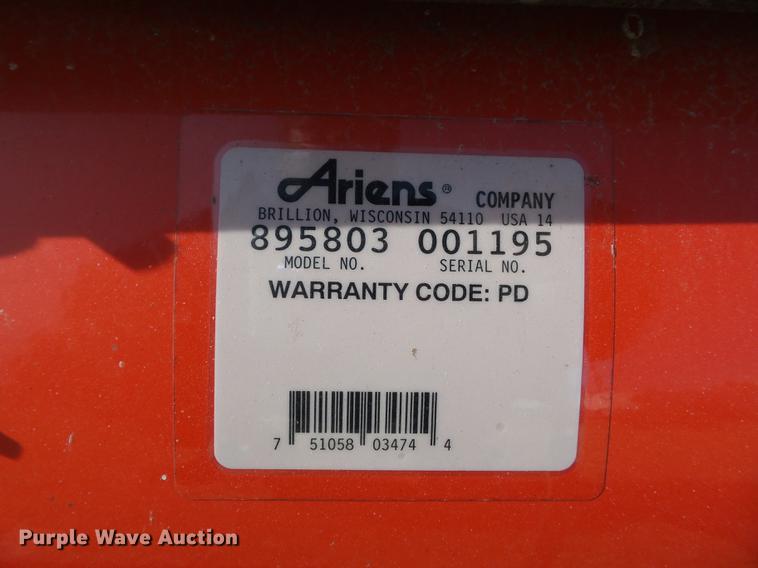 Ariens® COMPANY
BRILLION, WISCONSIN 54110 USA 14
895803 001195
MODEL NO. SERIAL NO.
WARRANTY CODE: PD
7 51058 03474 4
Purple Wave Auction